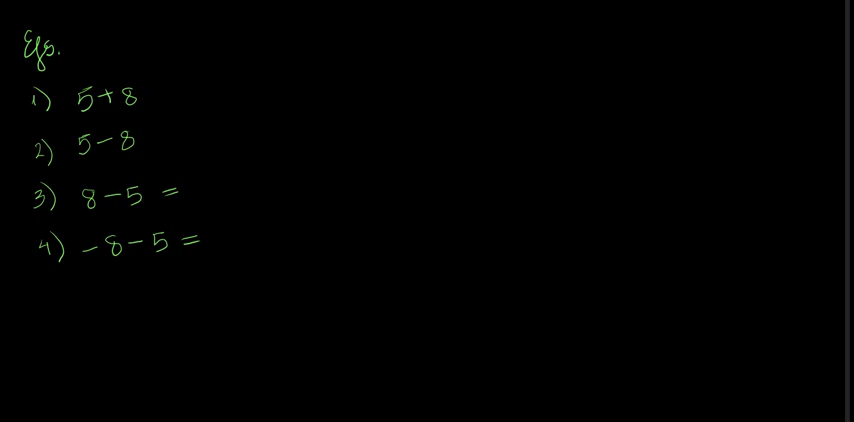 Egs.
1) 5+8
2) 5-8
3) 8-5 =
4) -8-5 =